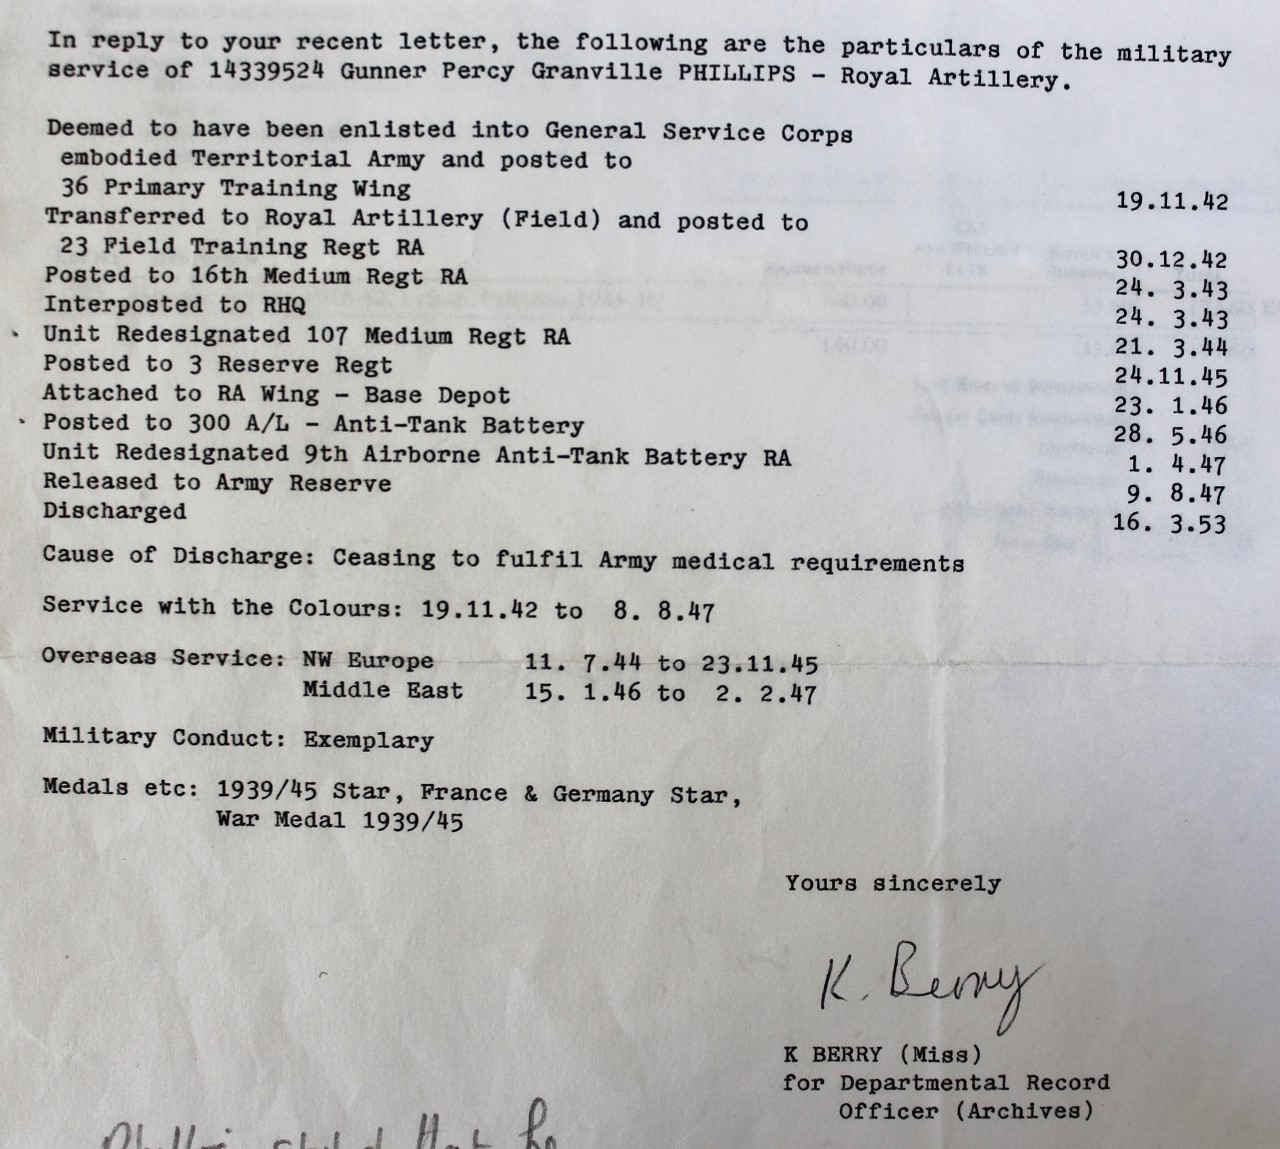 In reply to your recent letter, the following are the particulars of the military
service of 14339524 Gunner Percy Granville PHILLIPS - Royal Artillery.
Deemed to have been enlisted into General Service Corps
embodied Territorial Army and posted to
36 Primary Training Wing 19.11.42
Transferred to Royal Artillery (Field) and posted to
23 Field Training Regt RA 30.12.42
Posted to 16th Medium Regt RA 24. 3.43
Interposted to RHQ 24. 3.43
Unit Redesignated 107 Medium Regt RA 21. 3.44
Posted to 3 Reserve Regt 24.11.45
Attached to RA Wing - Base Depot 23. 1.46
Posted to 300 A/L - Anti-Tank Battery 28. 5.46
Unit Redesignated 9th Airborne Anti-Tank Battery RA 1. 4.47
Released to Army Reserve 9. 8.47
Discharged 16. 3.53
Cause of Discharge: Ceasing to fulfil Army medical requirements
Service with the Colours: 19.11.42 to 8. 8.47
Overseas Service: NW Europe 11. 7.44 to 23.11.45
Middle East 15. 1.46 to 2. 2.47
Military Conduct: Exemplary
Medals etc: 1939/45 Star, France & Germany Star,
War Medal 1939/45
Yours sincerely
K. Berry
K BERRY (Miss)
for Departmental Record
Officer (Archives)
that he